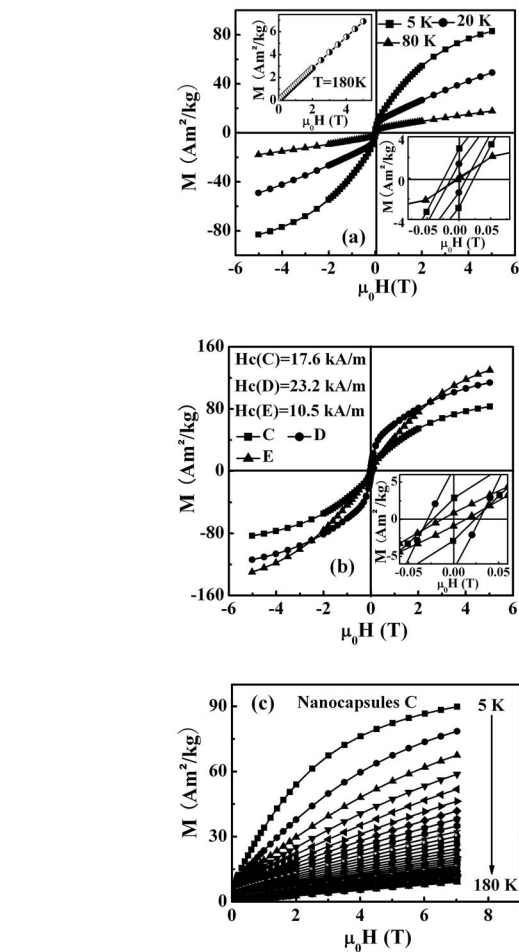 8
6
4
2
0
0 2 4
M (Am²/kg)
T=180K
μ₀H(T)
5 K 20 K
80 K
80
40
0
-40
-80
M (Am²/kg)
4
0
-4
M (Am²/kg)
-0.05 0.00 0.05
μ₀H (T)
(a)
-6 -4 -2 0 2 4 6
μ₀H(T)
160
80
0
-80
-160
M (Am²/kg)
Hc(C)=17.6 kA/m
Hc(D)=23.2 kA/m
Hc(E)=10.5 kA/m
C D
E
5
0
-5
M (Am²/kg)
-0.05 0.00 0.05
μ₀H (T)
(b)
-6 -4 -2 0 2 4 6
μ₀H (T)
(c) Nanocapsules C
5 K
180 K
90
60
30
0
M (Am²/kg)
0 2 4 6 8
μ₀H (T)